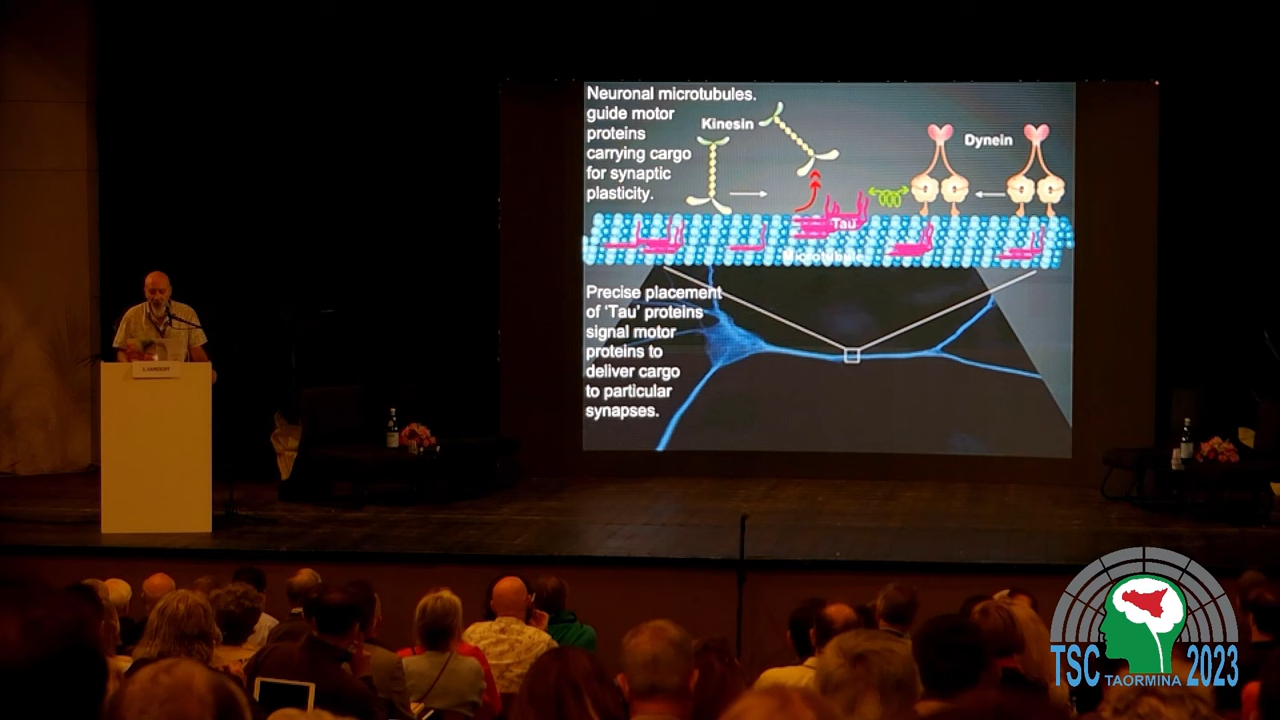 Neuronal microtubules.
guide motor
proteins
carrying cargo
for synaptic
plasticity.
Kinesin
Dynein
Tau
Microtubule
Precise placement
of ‘Tau’ proteins
signal motor
proteins to
deliver cargo
to particular
synapses.
S. HAMEROFF
TSC TAORMINA 2023